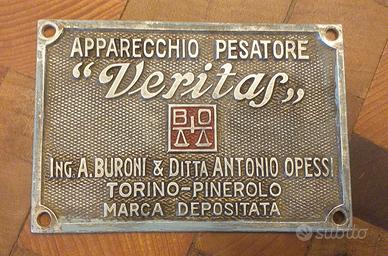 APPARECCHIO PESATORE
"Veritas„
B O
ING. A. BURONI & DITTA ANTONIO OPESSI
TORINO-PINEROLO
MARCA DEPOSITATA
subito